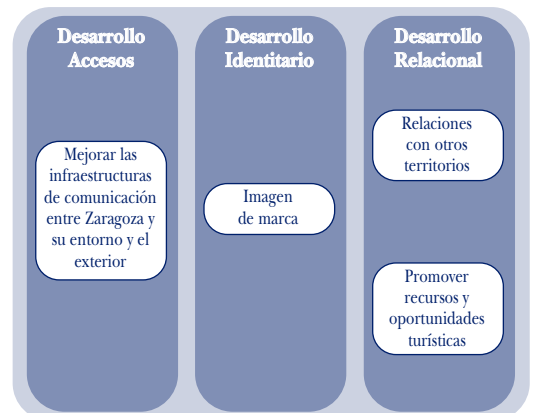 Desarrollo
Accesos
Mejorar las
infraestructuras
de comunicación
entre Zaragoza y
su entorno y el
exterior
Desarrollo
Identitario
Imagen
de marca
Desarrollo
Relacional
Relaciones
con otros
territorios
Promover
recursos y
oportunidades
turísticas